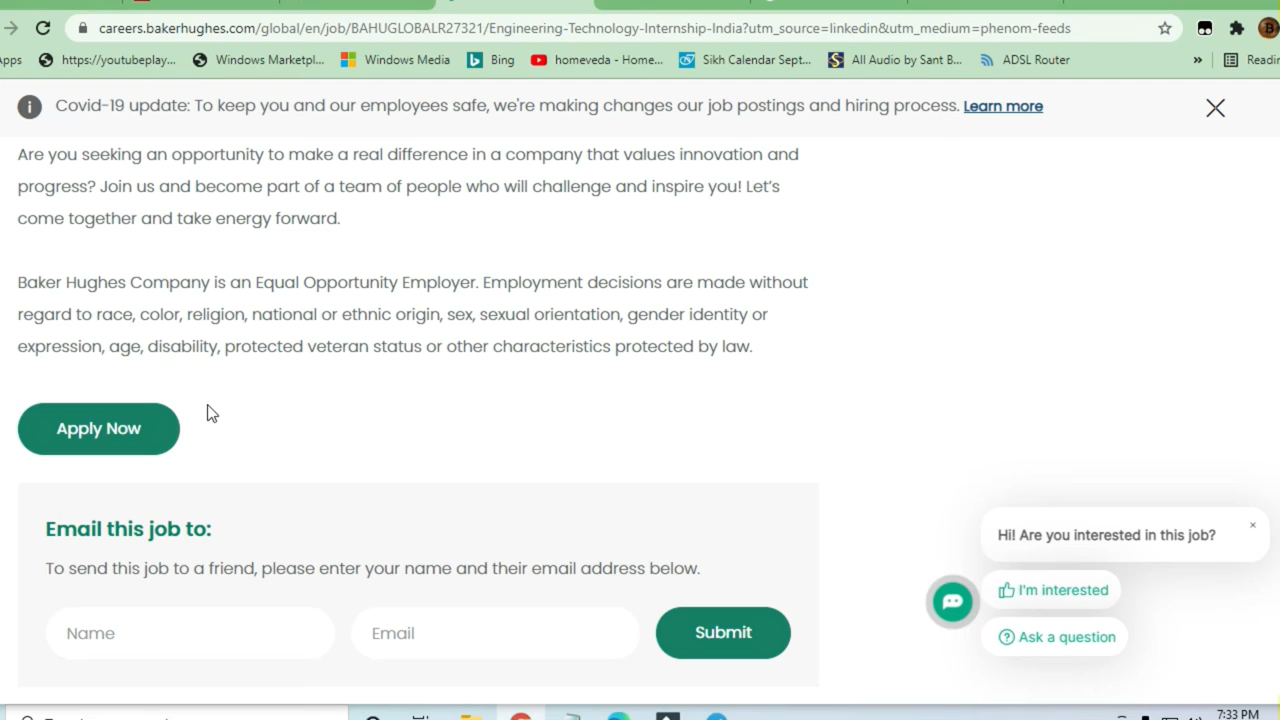 careers.bakerhughes.com/global/en/job/BAHUGLOBALR27321/Engineering-Technology-Internship-India?utm_source=linkedin&utm_medium=phenom-feeds
https://youtubeplay... Windows Marketpl... Windows Media Bing homeveda - Home... Sikh Calendar Sept... All Audio by Sant B... ADSL Router »
Covid-19 update: To keep you and our employees safe, we're making changes our job postings and hiring process. Learn more
Are you seeking an opportunity to make a real difference in a company that values innovation and
progress? Join us and become part of a team of people who will challenge and inspire you! Let's
come together and take energy forward.
Baker Hughes Company is an Equal Opportunity Employer. Employment decisions are made without
regard to race, color, religion, national or ethnic origin, sex, sexual orientation, gender identity or
expression, age, disability, protected veteran status or other characteristics protected by law.
Apply Now
Email this job to:
To send this job to a friend, please enter your name and their email address below.
Name Email Submit
Hi! Are you interested in this job?
I'm interested
Ask a question
7:33 PM